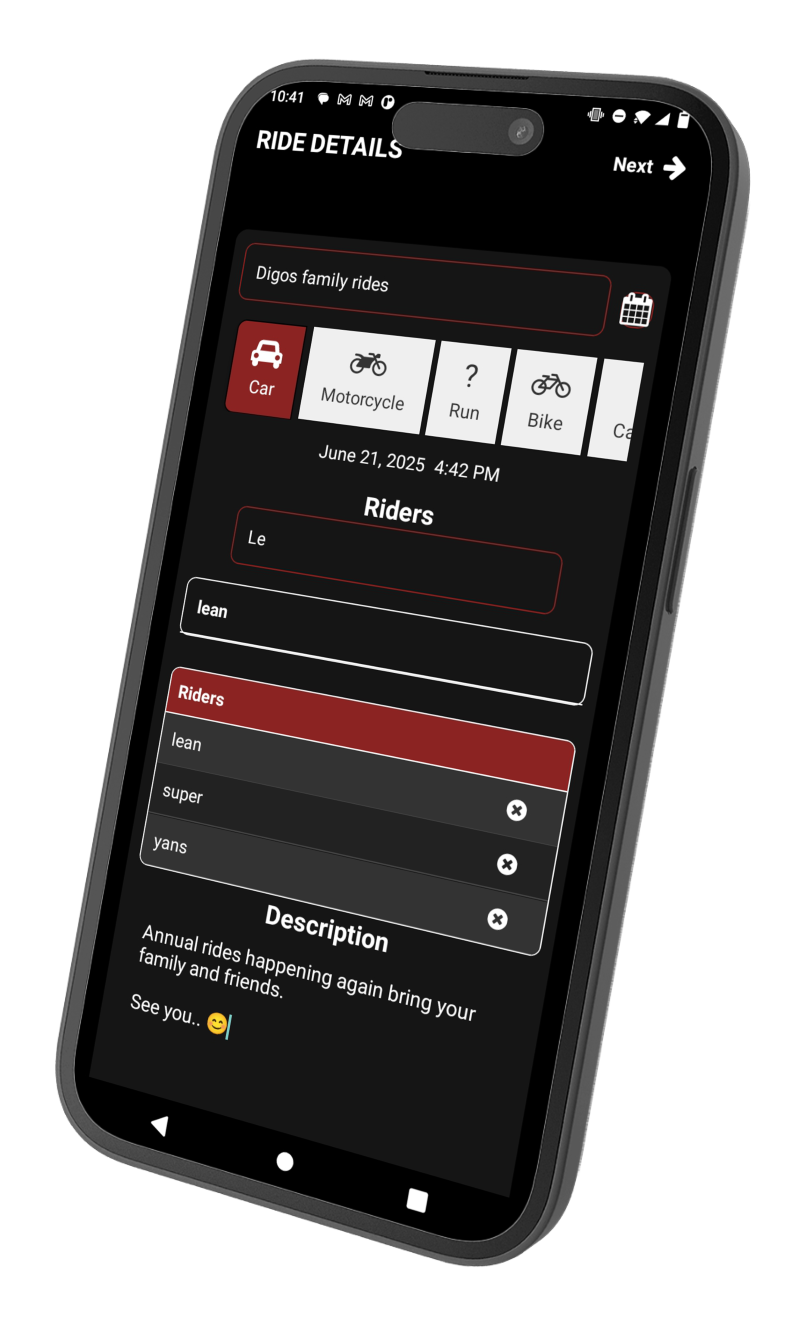 10:41
RIDE DETAILS
Next
Digos family rides
Car
Motorcycle
?
Run
Bike
Ca
June 21, 2025 4:42 PM
Riders
Le
lean
Riders
lean
super
yans
Description
Annual rides happening again bring your
family and friends.
See you.. 😊